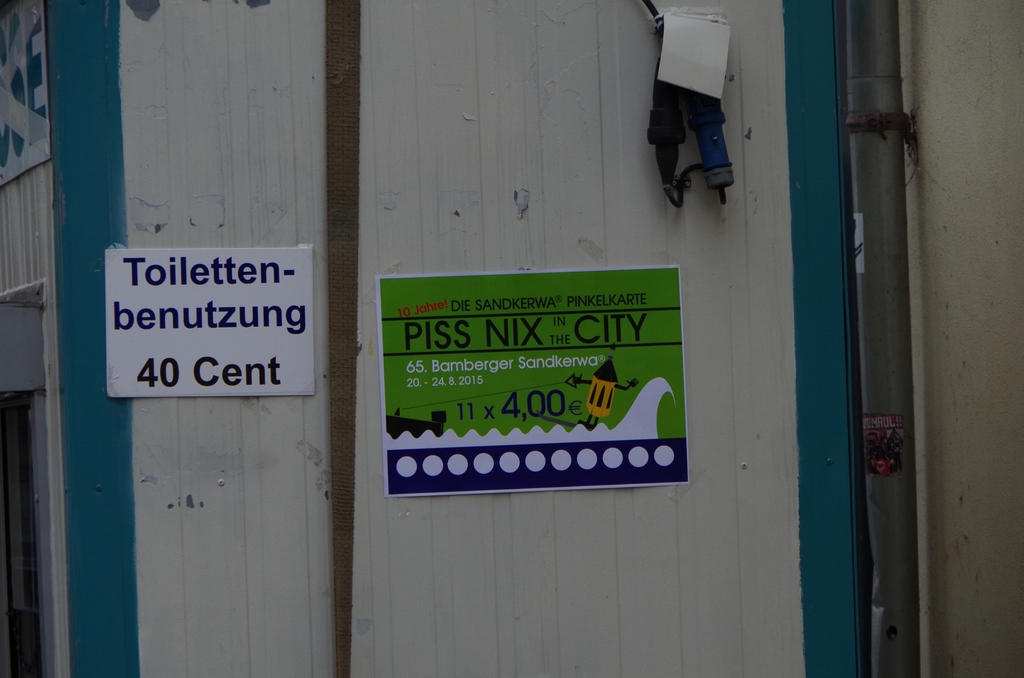 Toiletten-
benutzung
40 Cent
10 Jahre! DIE SANDKERWA® PINKELKARTE
PISS NIX IN THE CITY
65. Bamberger Sandkerwa®
20. - 24.8.2015
11 x 4,00€